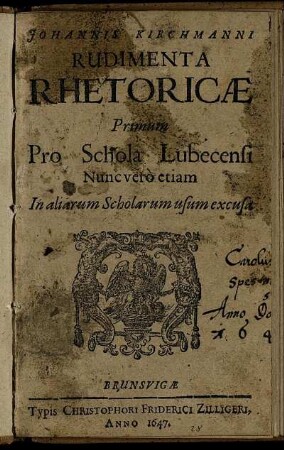 JOHANNIS KIRCHMANNI
RUDIMENTA
RHETORICÆ
Primum
Pro Schola Lubecensi
Nunc verò etiam
In aliarum Scholarum usum excusa
Carolus
Anno Do
BRUNSVIGÆ
Typis CHRISTOPHORI FRIDERICI ZILLIGERI,
ANNO 1647.